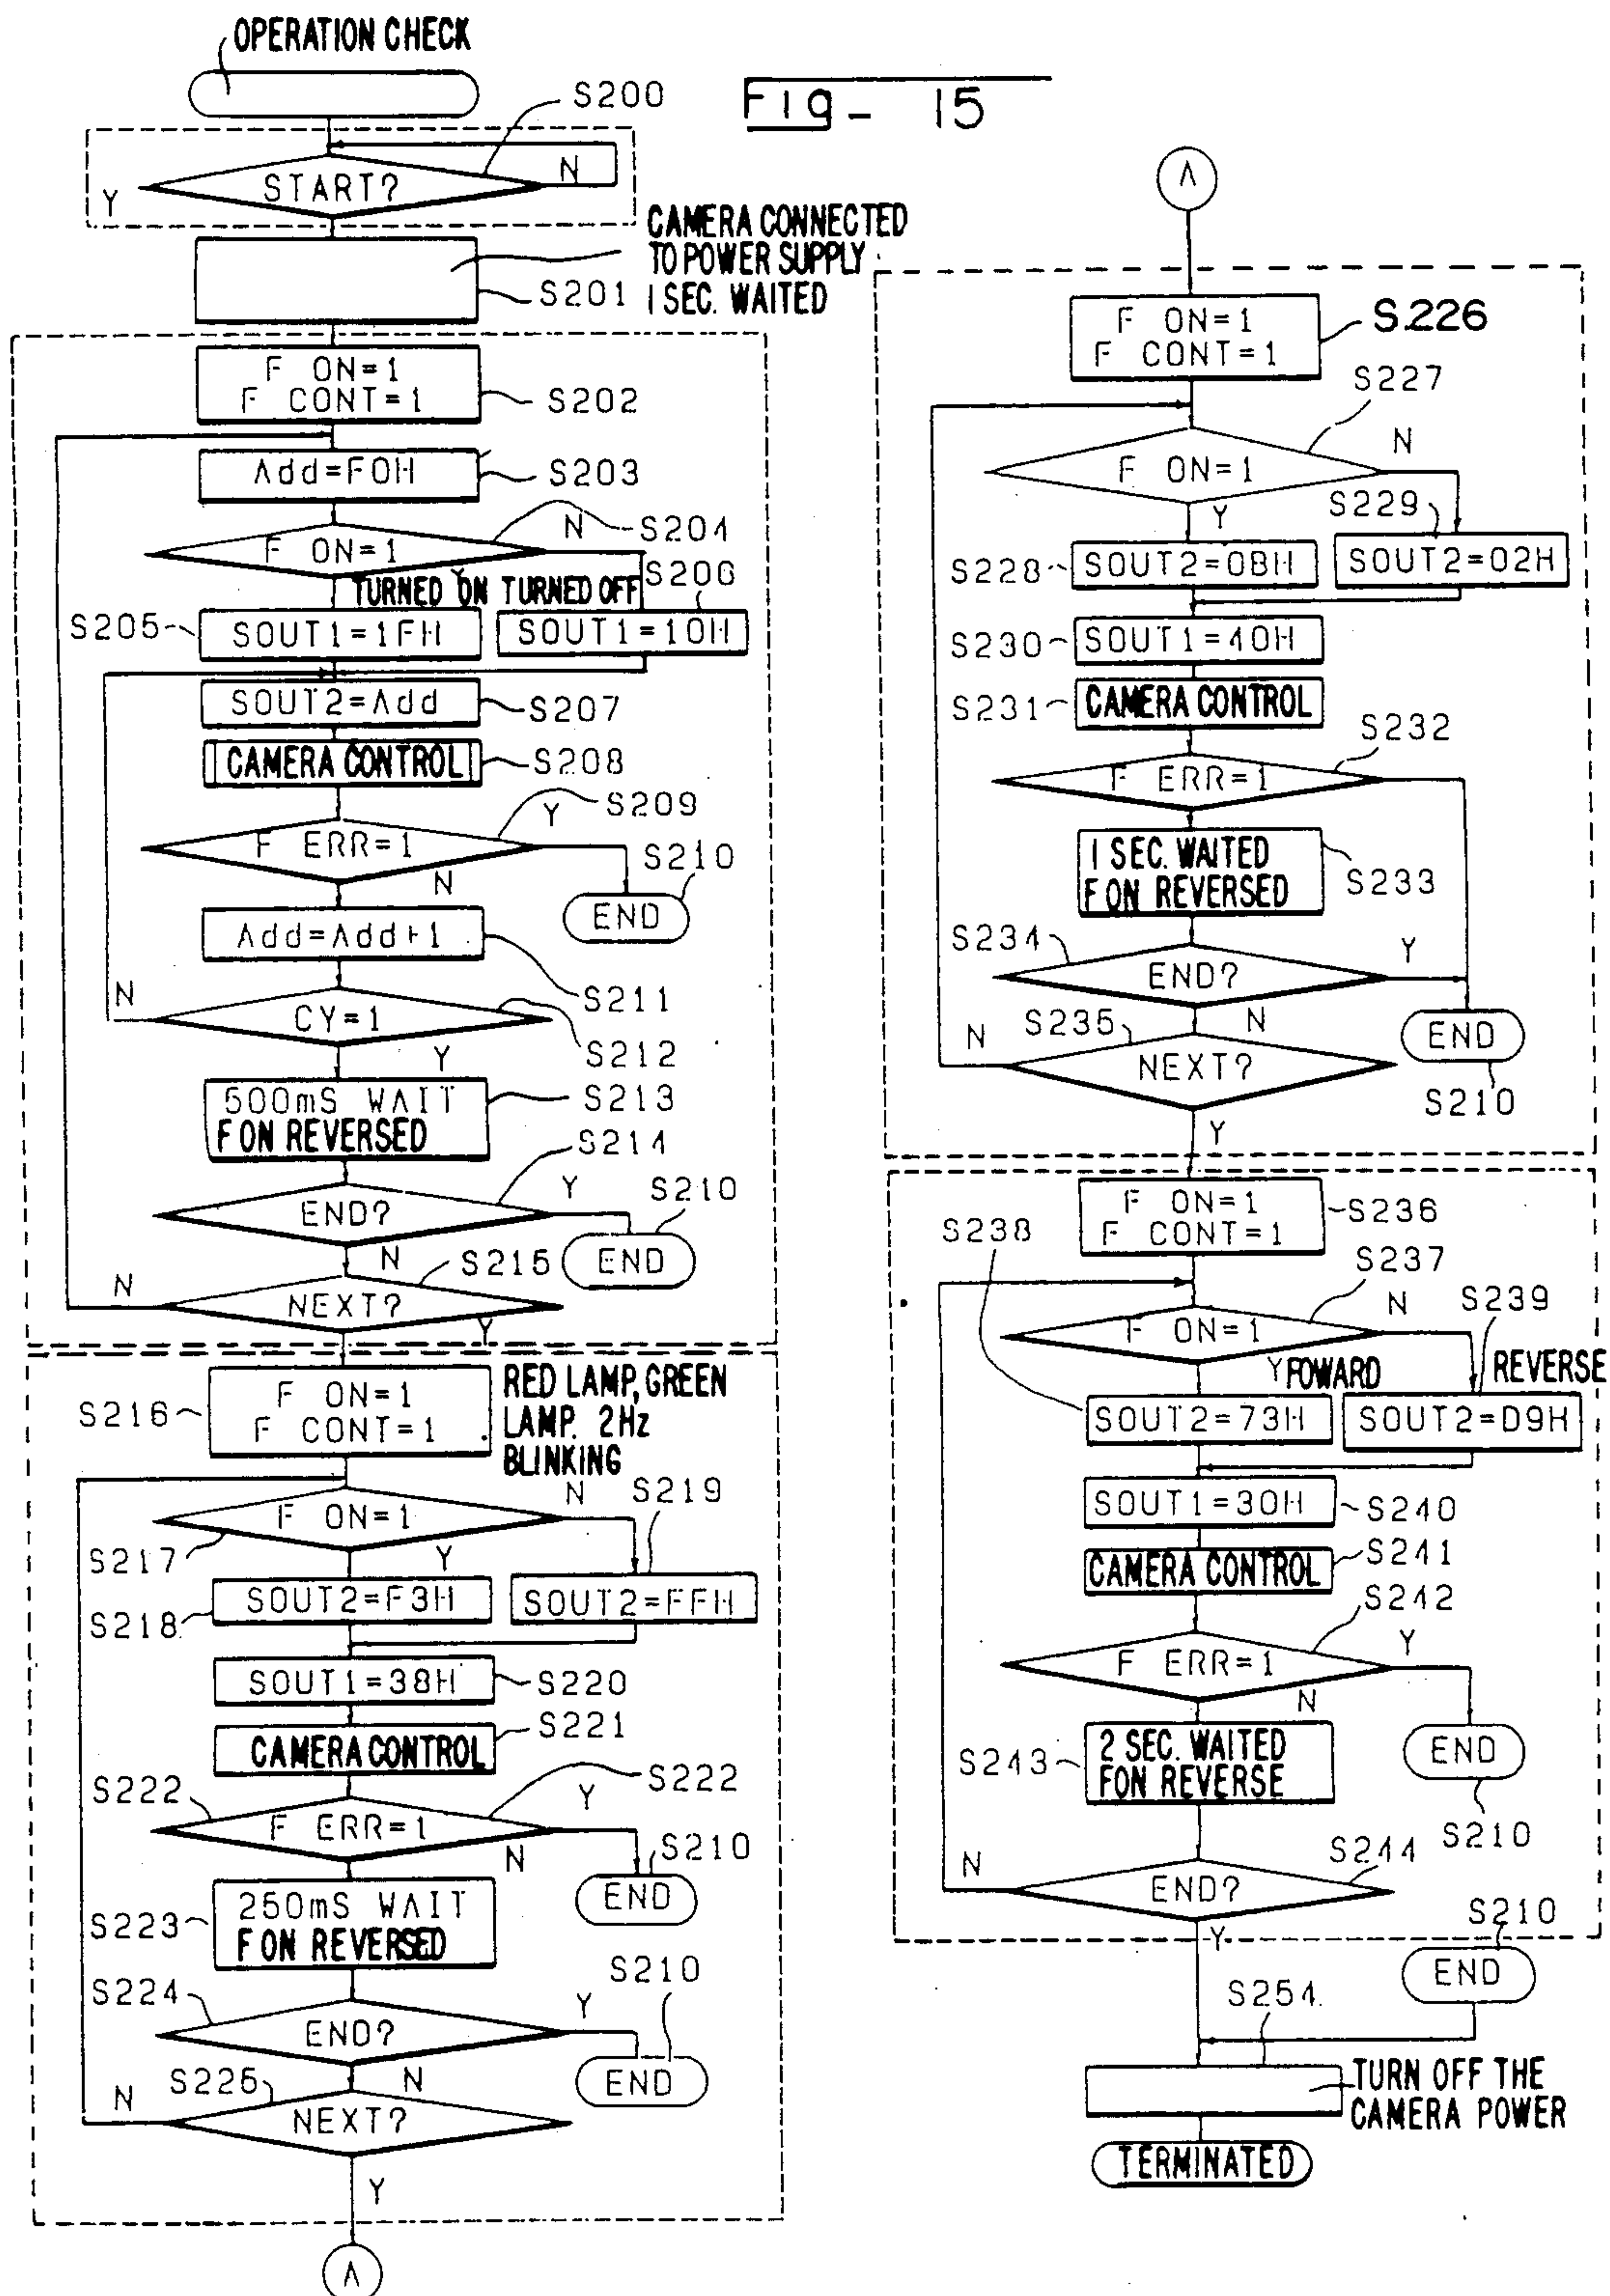 OPERATION CHECK
Fig- 15
S200
START?
N
Y
CAMERA CONNECTED
TO POWER SUPPLY
1 SEC. WAITED
S201
F ON=1
F CONT=1
S202
Add=F0H
S203
F ON=1
N
S204
Y
TURNED ON TURNED OFF
S206
S205
SOUT1=1FH
SOUT1=10H
SOUT2=Add
S207
CAMERA CONTROL
S208
S209
Y
F ERR=1
N
S210
END
Add=Add+1
S211
N
CY=1
S212
Y
500mS WAIT
F ON REVERSED
S213
S214
END?
Y
S210
END
N
S215
N
NEXT?
Y
S216
F ON=1
F CONT=1
RED LAMP, GREEN
LAMP. 2Hz
BLINKING
F ON=1
N
S219
S217
Y
S218
SOUT2=F3H
SOUT2=FFH
SOUT1=38H
S220
S221
CAMERA CONTROL
S222
S222
F ERR=1
Y
N
S210
END
S223
250mS WAIT
F ON REVERSED
S224
S210
END?
Y
END
N
S225
N
NEXT?
Y
A
A
F ON=1
F CONT=1
S.226
S227
F ON=1
N
Y
S229
S228
SOUT2=0BH
SOUT2=02H
S230
SOUT1=40H
S231
CAMERA CONTROL
S232
F ERR=1
1 SEC. WAITED
F ON REVERSED
S233
S234
END?
Y
N
S235
END
N
NEXT?
S210
Y
F ON=1
F CONT=1
S236
S238
S237
F ON=1
N
S239
Y
FOWARD
REVERSE
SOUT2=73H
SOUT2=D9H
SOUT1=30H
S240
CAMERA CONTROL
S241
S242
F ERR=1
Y
N
S243
2 SEC. WAITED
FON REVERSE
END
S210
S244
N
END?
Y
S210
END
S254.
TURN OFF THE
CAMERA POWER
TERMINATED